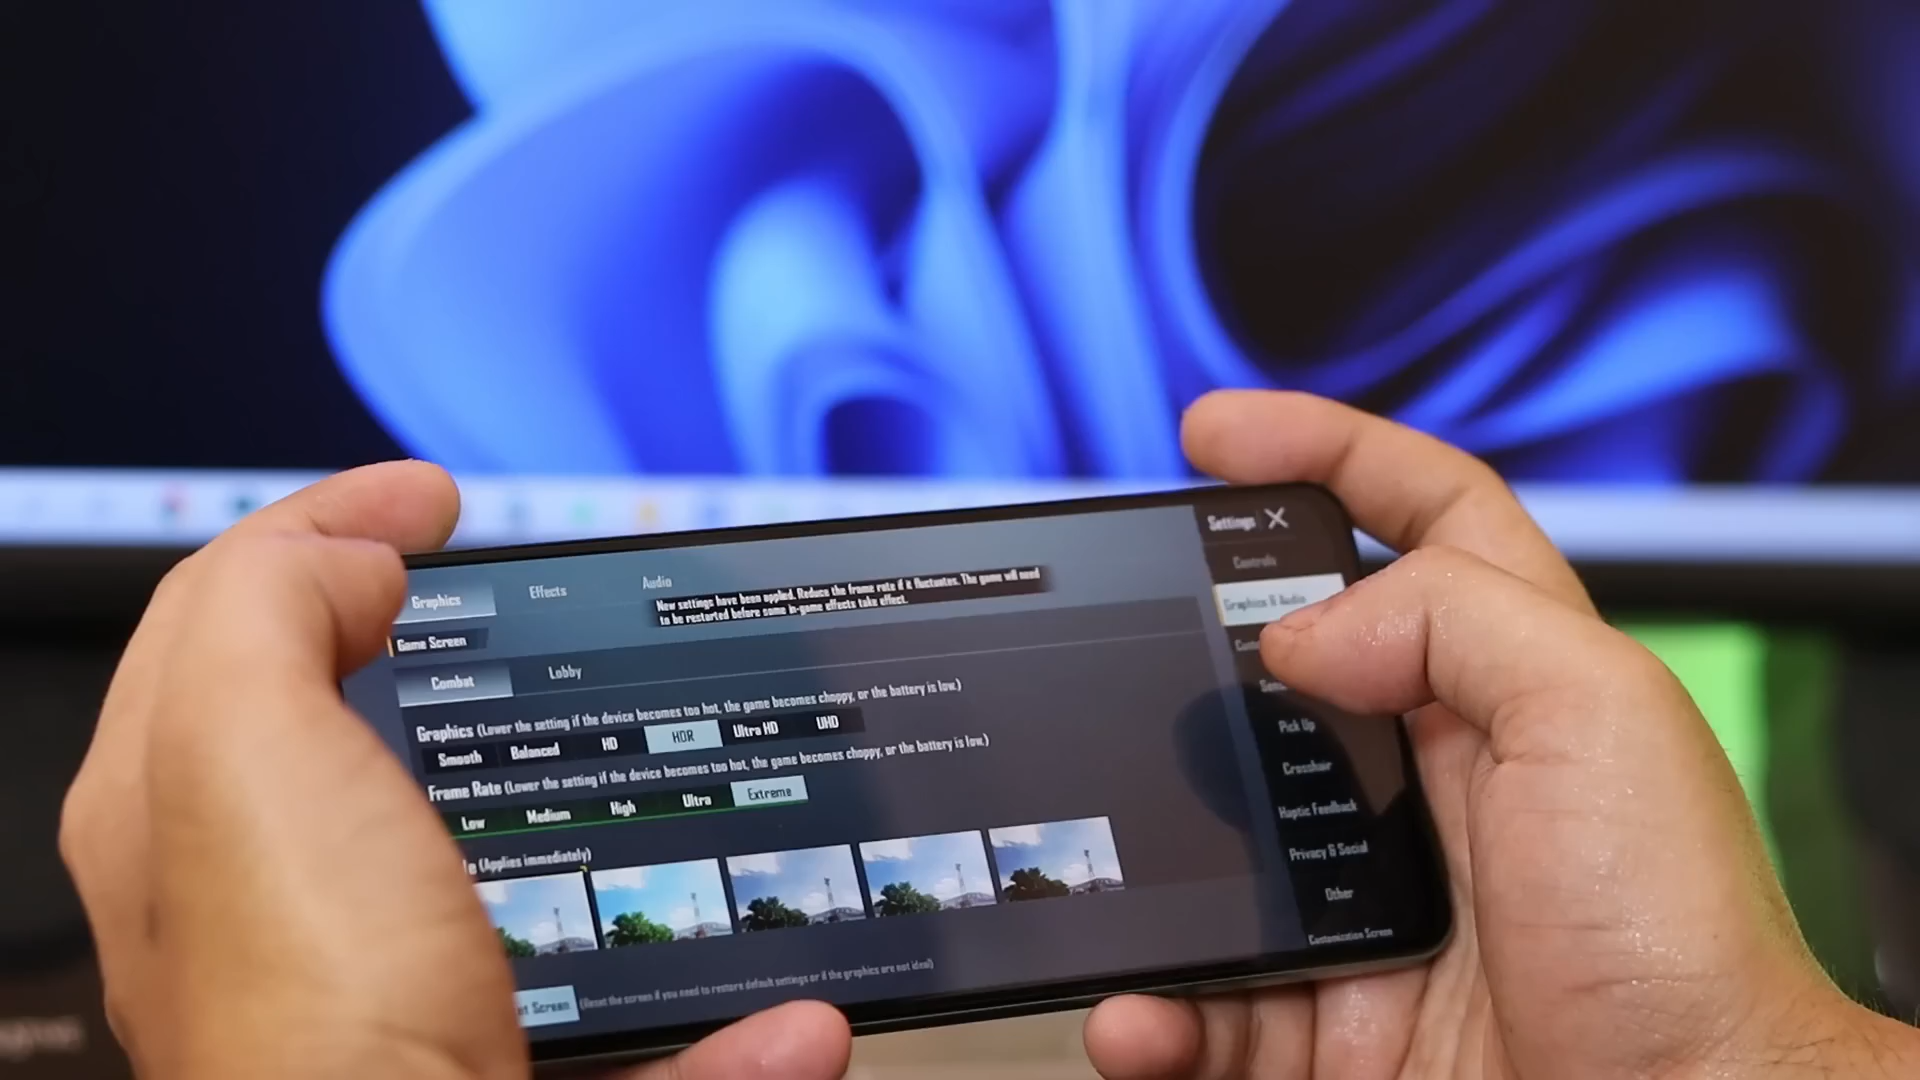 Settings
Controls
Graphics & Audio
Pick Up
Crosshair
Haptic Feedback
Privacy & Social
Other
Customization Screen
Graphics
Effects
Audio
New settings have been applied. Reduce the frame rate if it fluctuates. The game will need
to be restarted before some in-game effects take effect.
Game Screen
Combat
Lobby
Graphics (Lower the setting if the device becomes too hot, the game becomes choppy, or the battery is low.)
Smooth Balanced HD HDR Ultra HD UHD
Frame Rate (Lower the setting if the device becomes too hot, the game becomes choppy, or the battery is low.)
Low Medium High Ultra Extreme
(Applies immediately)
Screen (Reset the screen if you need to restore default settings or if the graphics are not ideal)